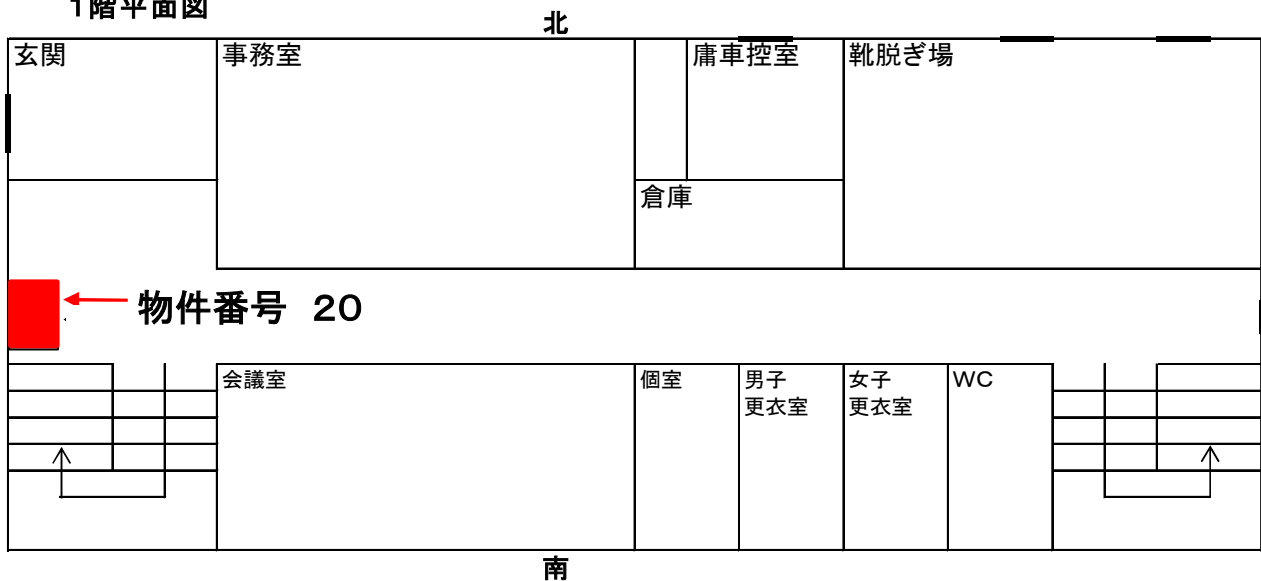 1階平面図
北
玄関
事務室
庸車控室
靴脱ぎ場
倉庫
物件番号 20
会議室
個室
男子
更衣室
女子
更衣室
WC
南